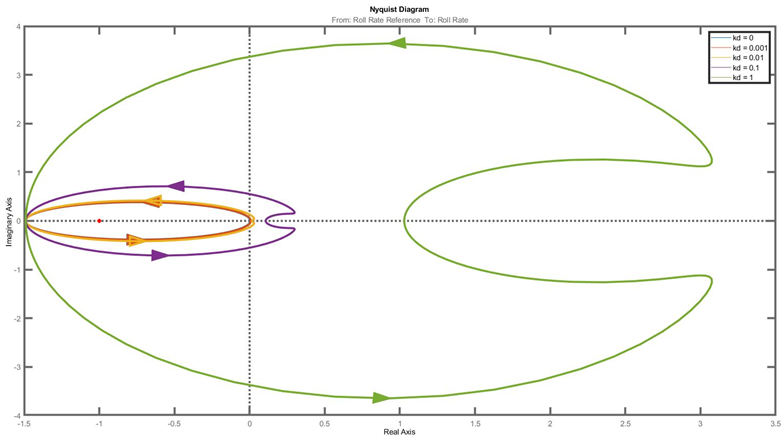 Nyquist Diagram
From: Roll Rate Reference To: Roll Rate
4
3
2
1
0
-1
-2
-3
-4
Imaginary Axis
-1.5 -1 -0.5 0 0.5 1 1.5 2 2.5 3 3.5
Real Axis
kd = 0
kd = 0.001
kd = 0.01
kd = 0.1
kd = 1